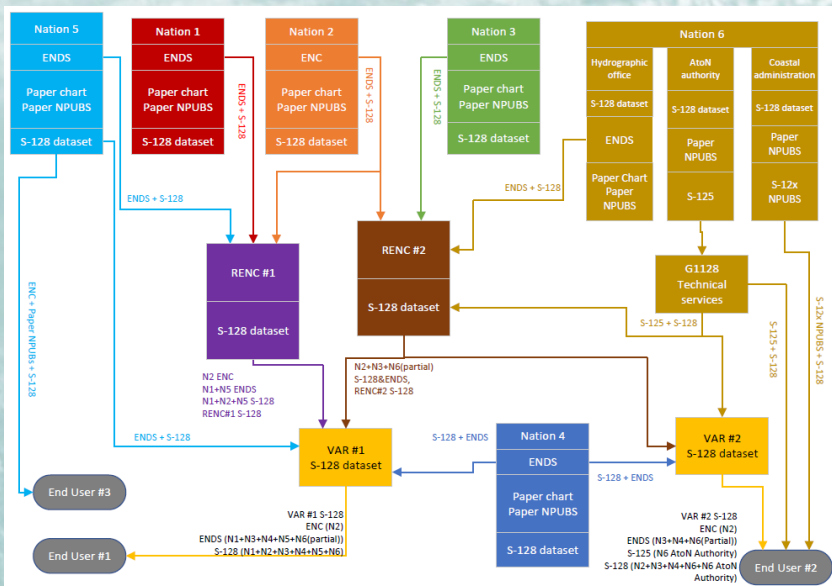 Nation 5
ENDS
Paper chart
Paper NPUBS
S-128 dataset
Nation 1
ENDS
Paper chart
Paper NPUBS
S-128 dataset
Nation 2
ENC
Paper chart
Paper NPUBS
S-128 dataset
Nation 3
ENDS
Paper chart
Paper NPUBS
S-128 dataset
Nation 6
Hydrographic
office
S-128 dataset
ENDS
Paper Chart
Paper
NPUBS
AtoN
authority
S-128 dataset
Paper
NPUBS
S-125
Coastal
administration
S-128 dataset
Paper
NPUBS
S-12x
NPUBS
ENDS + S-128
ENDS + S-128
ENDS + S-128
ENDS + S-128
ENDS + S-128
ENDS + S-128
RENC #1
S-128 dataset
RENC #2
S-128 dataset
G1128
Technical
services
S-125 + S-128
S-125 + S-128
S-12x NPUBS + S-128
ENC + Paper NPUBs + S-128
N2 ENC
N1+N5 ENDS
N1+N2+N5 S-128
RENC#1 S-128
N2+N3+N6(partial)
S-128&ENDS,
RENC#2 S-128
ENDS + S-128
VAR #1
S-128 dataset
S-128 + ENDS
Nation 4
ENDS
Paper chart
Paper NPUBS
S-128 dataset
S-128 + ENDS
VAR #2
S-128 dataset
End User #3
End User #1
VAR #1 S-128
ENC (N2)
ENDS (N1+N3+N4+N5+N6(partial))
S-128 (N1+N2+N3+N4+N5+N6)
VAR #2 S-128
ENC (N2)
ENDS (N3+N4+N6(Partial))
S-125 (N6 AtoN Authority)
S-128 (N2+N3+N4+N6+N6 AtoN
Authority)
End User #2